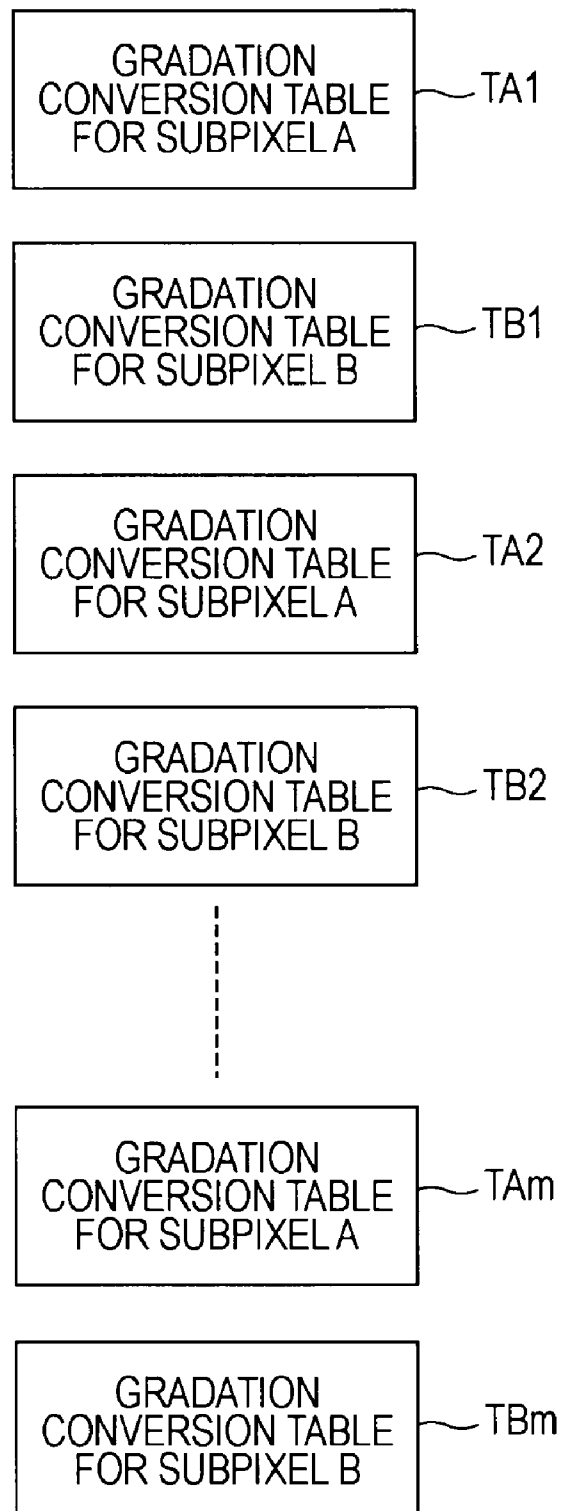 GRADATION
CONVERSION TABLE
FOR SUBPIXEL A
TA1
GRADATION
CONVERSION TABLE
FOR SUBPIXEL B
TB1
GRADATION
CONVERSION TABLE
FOR SUBPIXEL A
TA2
GRADATION
CONVERSION TABLE
FOR SUBPIXEL B
TB2
GRADATION
CONVERSION TABLE
FOR SUBPIXEL A
TAm
GRADATION
CONVERSION TABLE
FOR SUBPIXEL B
TBm